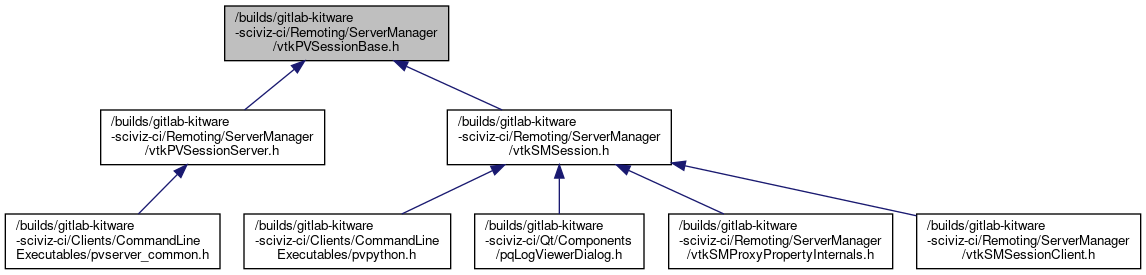 /builds/gitlab-kitware
-sciviz-ci/Remoting/ServerManager
/vtkPVSessionBase.h
/builds/gitlab-kitware
-sciviz-ci/Remoting/ServerManager
/vtkPVSessionServer.h
/builds/gitlab-kitware
-sciviz-ci/Remoting/ServerManager
/vtkSMSession.h
/builds/gitlab-kitware
-sciviz-ci/Clients/CommandLine
Executables/pvserver_common.h
/builds/gitlab-kitware
-sciviz-ci/Clients/CommandLine
Executables/pvpython.h
/builds/gitlab-kitware
-sciviz-ci/Qt/Components
/pqLogViewerDialog.h
/builds/gitlab-kitware
-sciviz-ci/Remoting/ServerManager
/vtkSMProxyPropertyInternals.h
/builds/gitlab-kitware
-sciviz-ci/Remoting/ServerManager
/vtkSMSessionClient.h